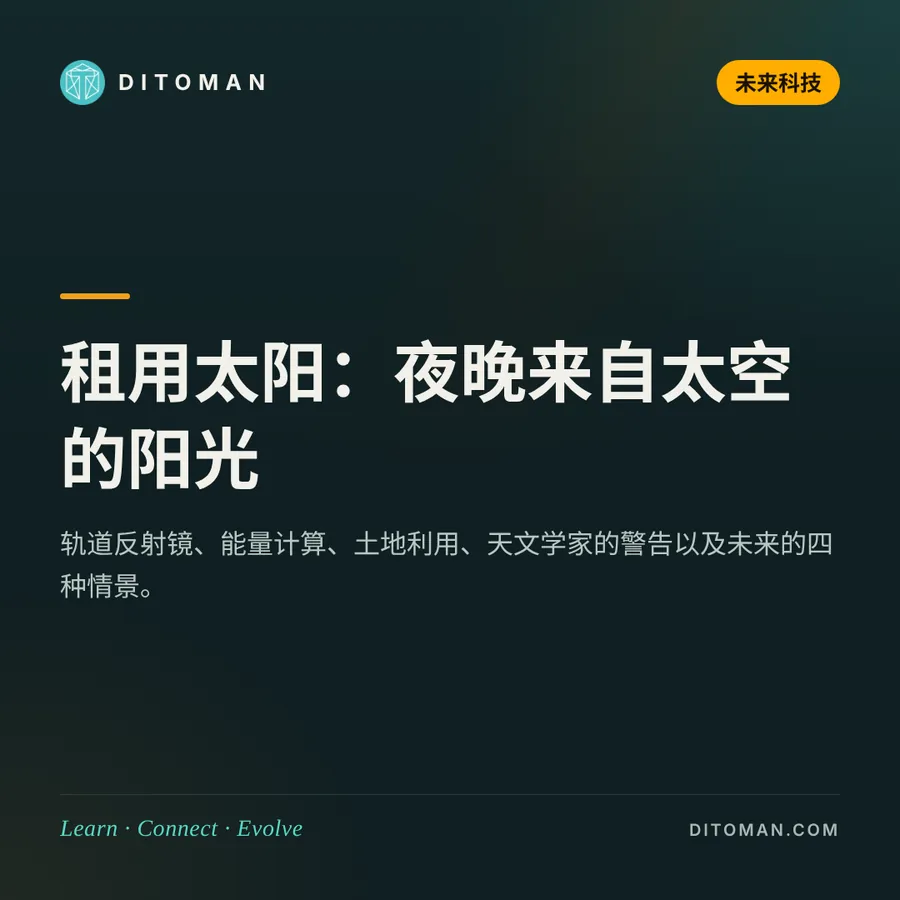 DITOMAN
未来科技
租用太阳：夜晚来自太空
的阳光
轨道反射镜、能量计算、土地利用、天文学家的警告以及未来的四
种情景。
Learn · Connect · Evolve
DITOMAN.COM